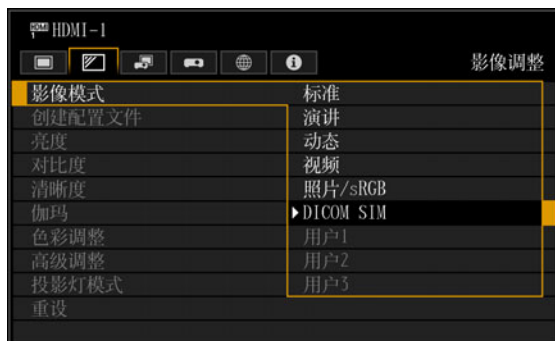 HDMI 1 HDMI-1
影像调整
影像模式
创建配置文件
亮度
对比度
清晰度
伽玛
色彩调整
高级调整
投影灯模式
重设
标准
演讲
动态
视频
照片/sRGB
DICOM SIM
用户1
用户2
用户3